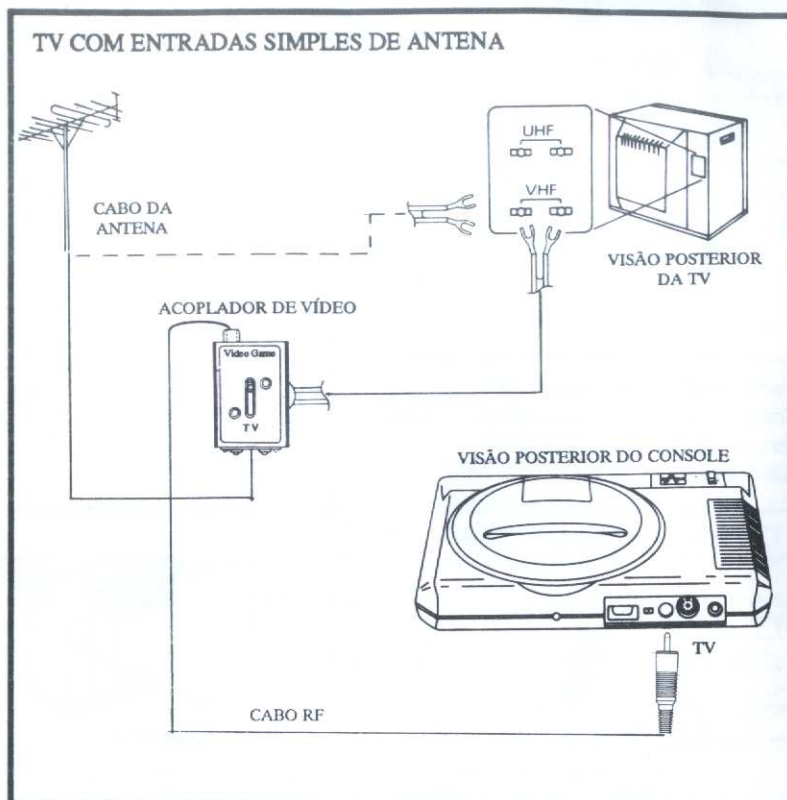 TV COM ENTRADAS SIMPLES DE ANTENA
UHF
VHF
CABO DA
ANTENA
VISÃO POSTERIOR
DA TV
ACOPLADOR DE VÍDEO
Video Game
TV
VISÃO POSTERIOR DO CONSOLE
TV
CABO RF